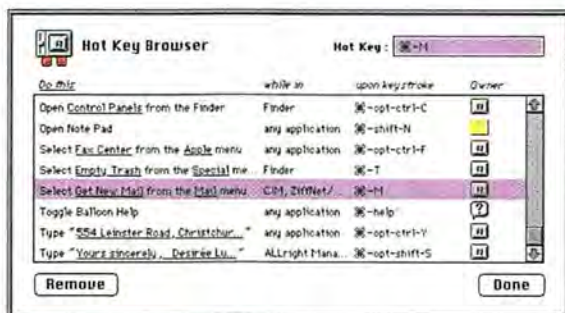 Hot Key Browser
Hot Key : ⌘-M
Do this while in upon keystroke Owner
Open Control Panels from the Finder Finder ⌘-opt-ctrl-C
Open Note Pad any application ⌘-shift-N
Select Fax Center from the Apple menu any application ⌘-opt-ctrl-F
Select Empty Trash from the Special me... Finder ⌘-T
Select Get New Mail from the Mail menu CIM, ZiffNet/... ⌘-M
Toggle Balloon Help any application ⌘-help ?
Type "554 Leinster Road, Christchur..." any application ⌘-opt-ctrl-Y
Type "Yours sincerely, Desirée Lu..." ALLright Mana... ⌘-opt-shift-S
Remove
Done